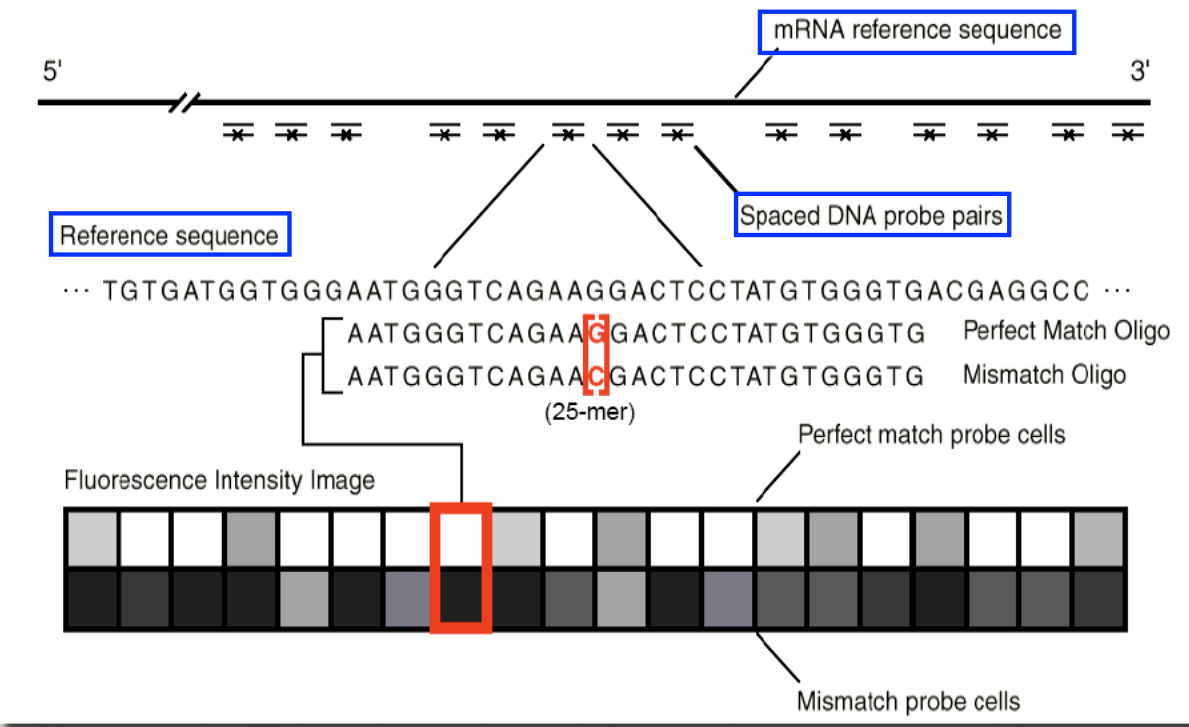 mRNA reference sequence
5'
3'
Spaced DNA probe pairs
Reference sequence
··· TGTGATGGTGGGAATGGGTCAGAAGGACTCCTATGTGGGTGACGAGGCC ···
AATGGGTCAGAAGGACTCCTATGTGGGTG Perfect Match Oligo
AATGGGTCAGAACGACTCCTATGTGGGTG Mismatch Oligo
(25-mer)
Perfect match probe cells
Fluorescence Intensity Image
Mismatch probe cells